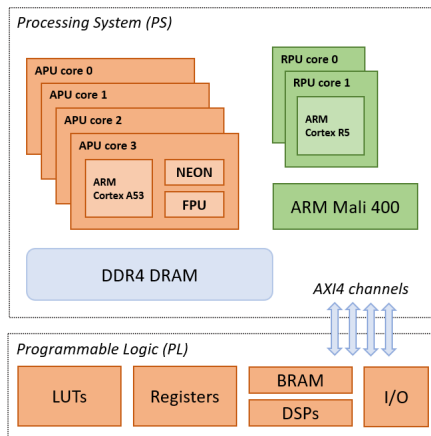 Processing System (PS)
APU core 0
APU core 1
APU core 2
APU core 3
ARM
Cortex A53
NEON
FPU
RPU core 0
RPU core 1
ARM
Cortex R5
ARM Mali 400
DDR4 DRAM
AXI4 channels
Programmable Logic (PL)
LUTs
Registers
BRAM
DSPs
I/O